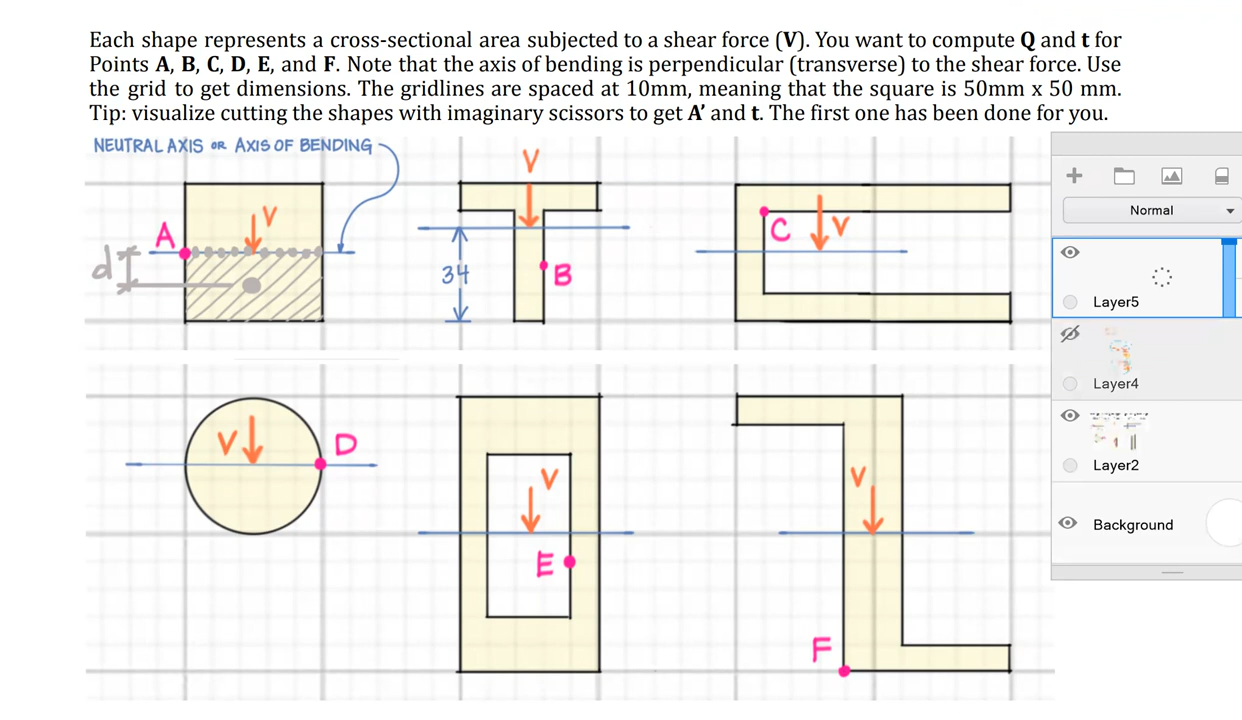 Each shape represents a cross-sectional area subjected to a shear force (V). You want to compute Q and t for
Points A, B, C, D, E, and F. Note that the axis of bending is perpendicular (transverse) to the shear force. Use
the grid to get dimensions. The gridlines are spaced at 10mm, meaning that the square is 50mm x 50 mm.
Tip: visualize cutting the shapes with imaginary scissors to get A’ and t. The first one has been done for you.
NEUTRAL AXIS OR AXIS OF BENDING
V
A
V
d
34
B
C
V
Normal
Layer5
Layer4
Layer2
Background
V
D
V
E
V
F